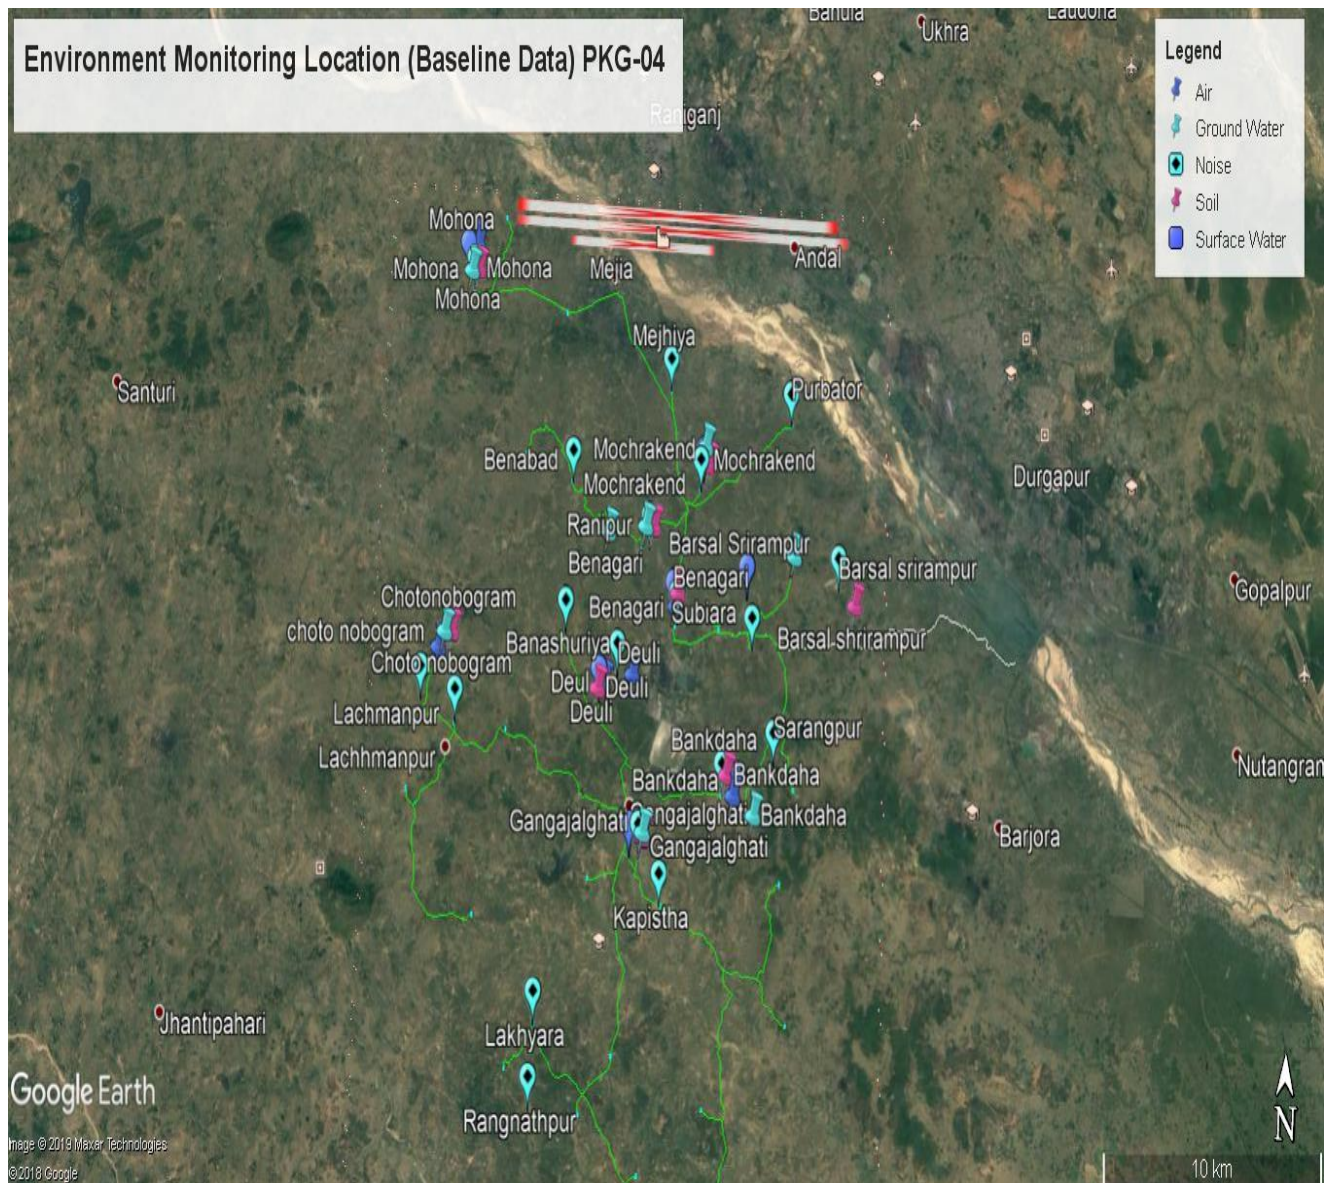 Environment Monitoring Location (Baseline Data) PKG-04
Ukhra
Raniganj
Legend
Air
Ground Water
Noise
Soil
Surface Water
Mohona
Andal
Mohona
Mohona
Mejia
Mohona
Mejhiya
Santuri
Purbator
Mochrakend
Benabad
Mochrakend
Mochrakend
Durgapur
Ranipur
Barsal Srirampur
Benagari
Barsal srirampur
Benagari
Gopalpur
Chotonobogram
Benagari
Subiara
choto nobogram
Banashuriya
Barsal-shrirampur
Deuli
Choto nobogram
Deul
Deuli
Lachmanpur
Deuli
Sarangpur
Bankdaha
Lachhmanpur
Nutangram
Bankdaha
Bankdaha
Gangajalghati
Gangajalghati
Bankdaha
Gangajalghati
Barjora
Kapistha
Jhantipahari
Lakhyara
Google Earth
Rangnathpur
N
Image © 2019 Maxar Technologies
©2018 Google
10 km